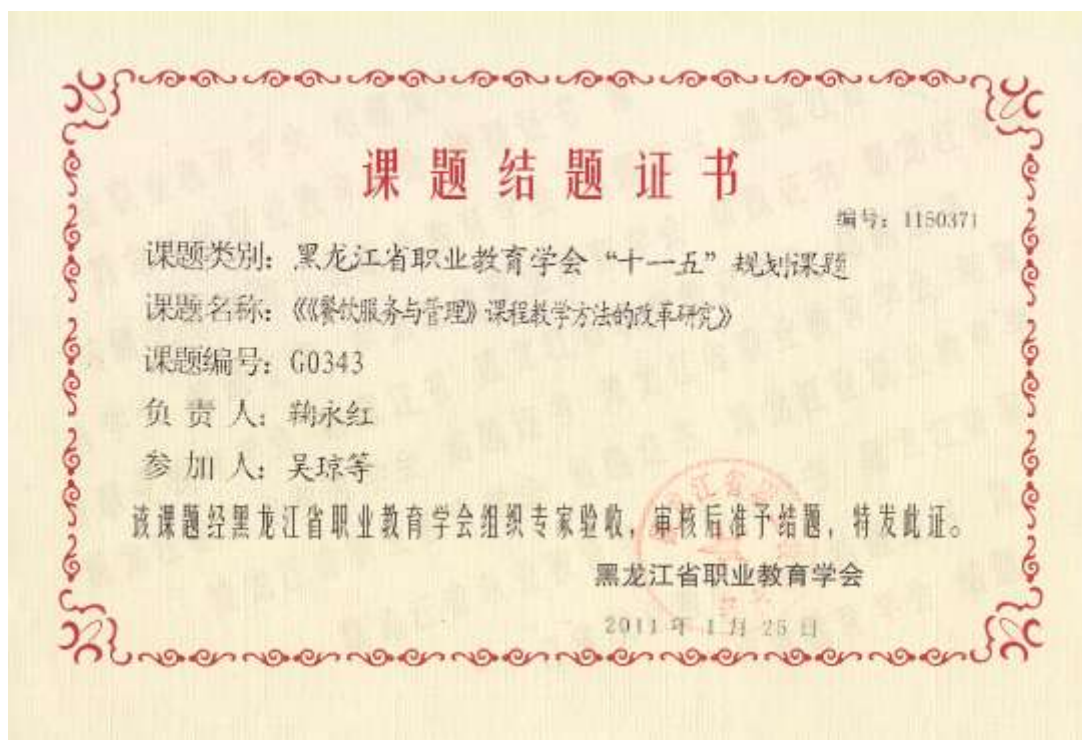 课题结题证书
编号：1150371
课题类别：黑龙江省职业教育学会“十一五”规划课题
课题名称：《《餐饮服务与管理》课程教学方法的改革研究》
课题编号：G0343
负责人：鞠永红
参加人：吴琼等
该课题经黑龙江省职业教育学会组织专家验收，审核后准予结题，特发此证。
黑龙江省职业教育学会
2011年1月25日